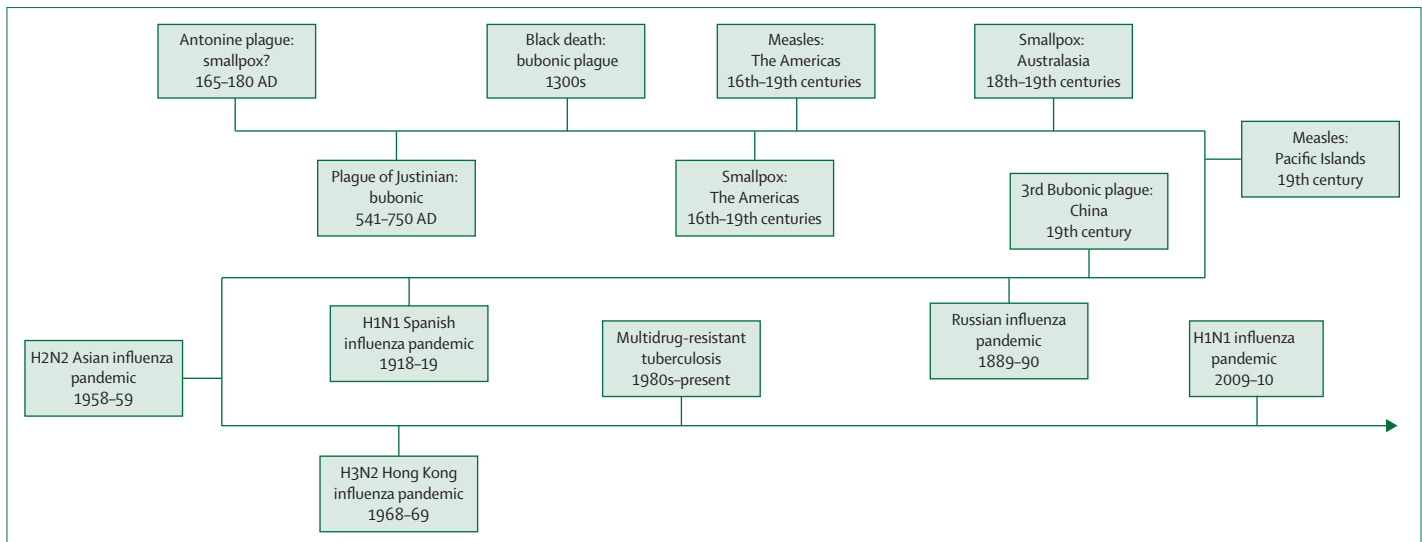 Antonine plague:
smallpox?
165–180 AD
Black death:
bubonic plague
1300s
Measles:
The Americas
16th–19th centuries
Smallpox:
Australasia
18th–19th centuries
Measles:
Pacific Islands
19th century
Plague of Justinian:
bubonic
541–750 AD
Smallpox:
The Americas
16th–19th centuries
3rd Bubonic plague:
China
19th century
H1N1 Spanish
influenza pandemic
1918–19
Russian influenza
pandemic
1889–90
H2N2 Asian influenza
pandemic
1958–59
Multidrug-resistant
tuberculosis
1980s–present
H1N1 influenza
pandemic
2009–10
H3N2 Hong Kong
influenza pandemic
1968–69